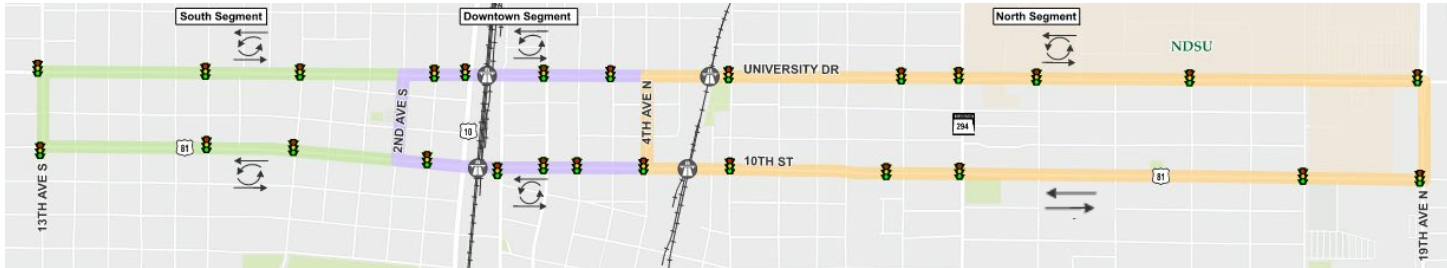 South Segment
Downtown Segment
North Segment
NDSU
UNIVERSITY DR
2ND AVE S
4TH AVE N
10
294
81
10TH ST
81
13TH AVE S
19TH AVE N